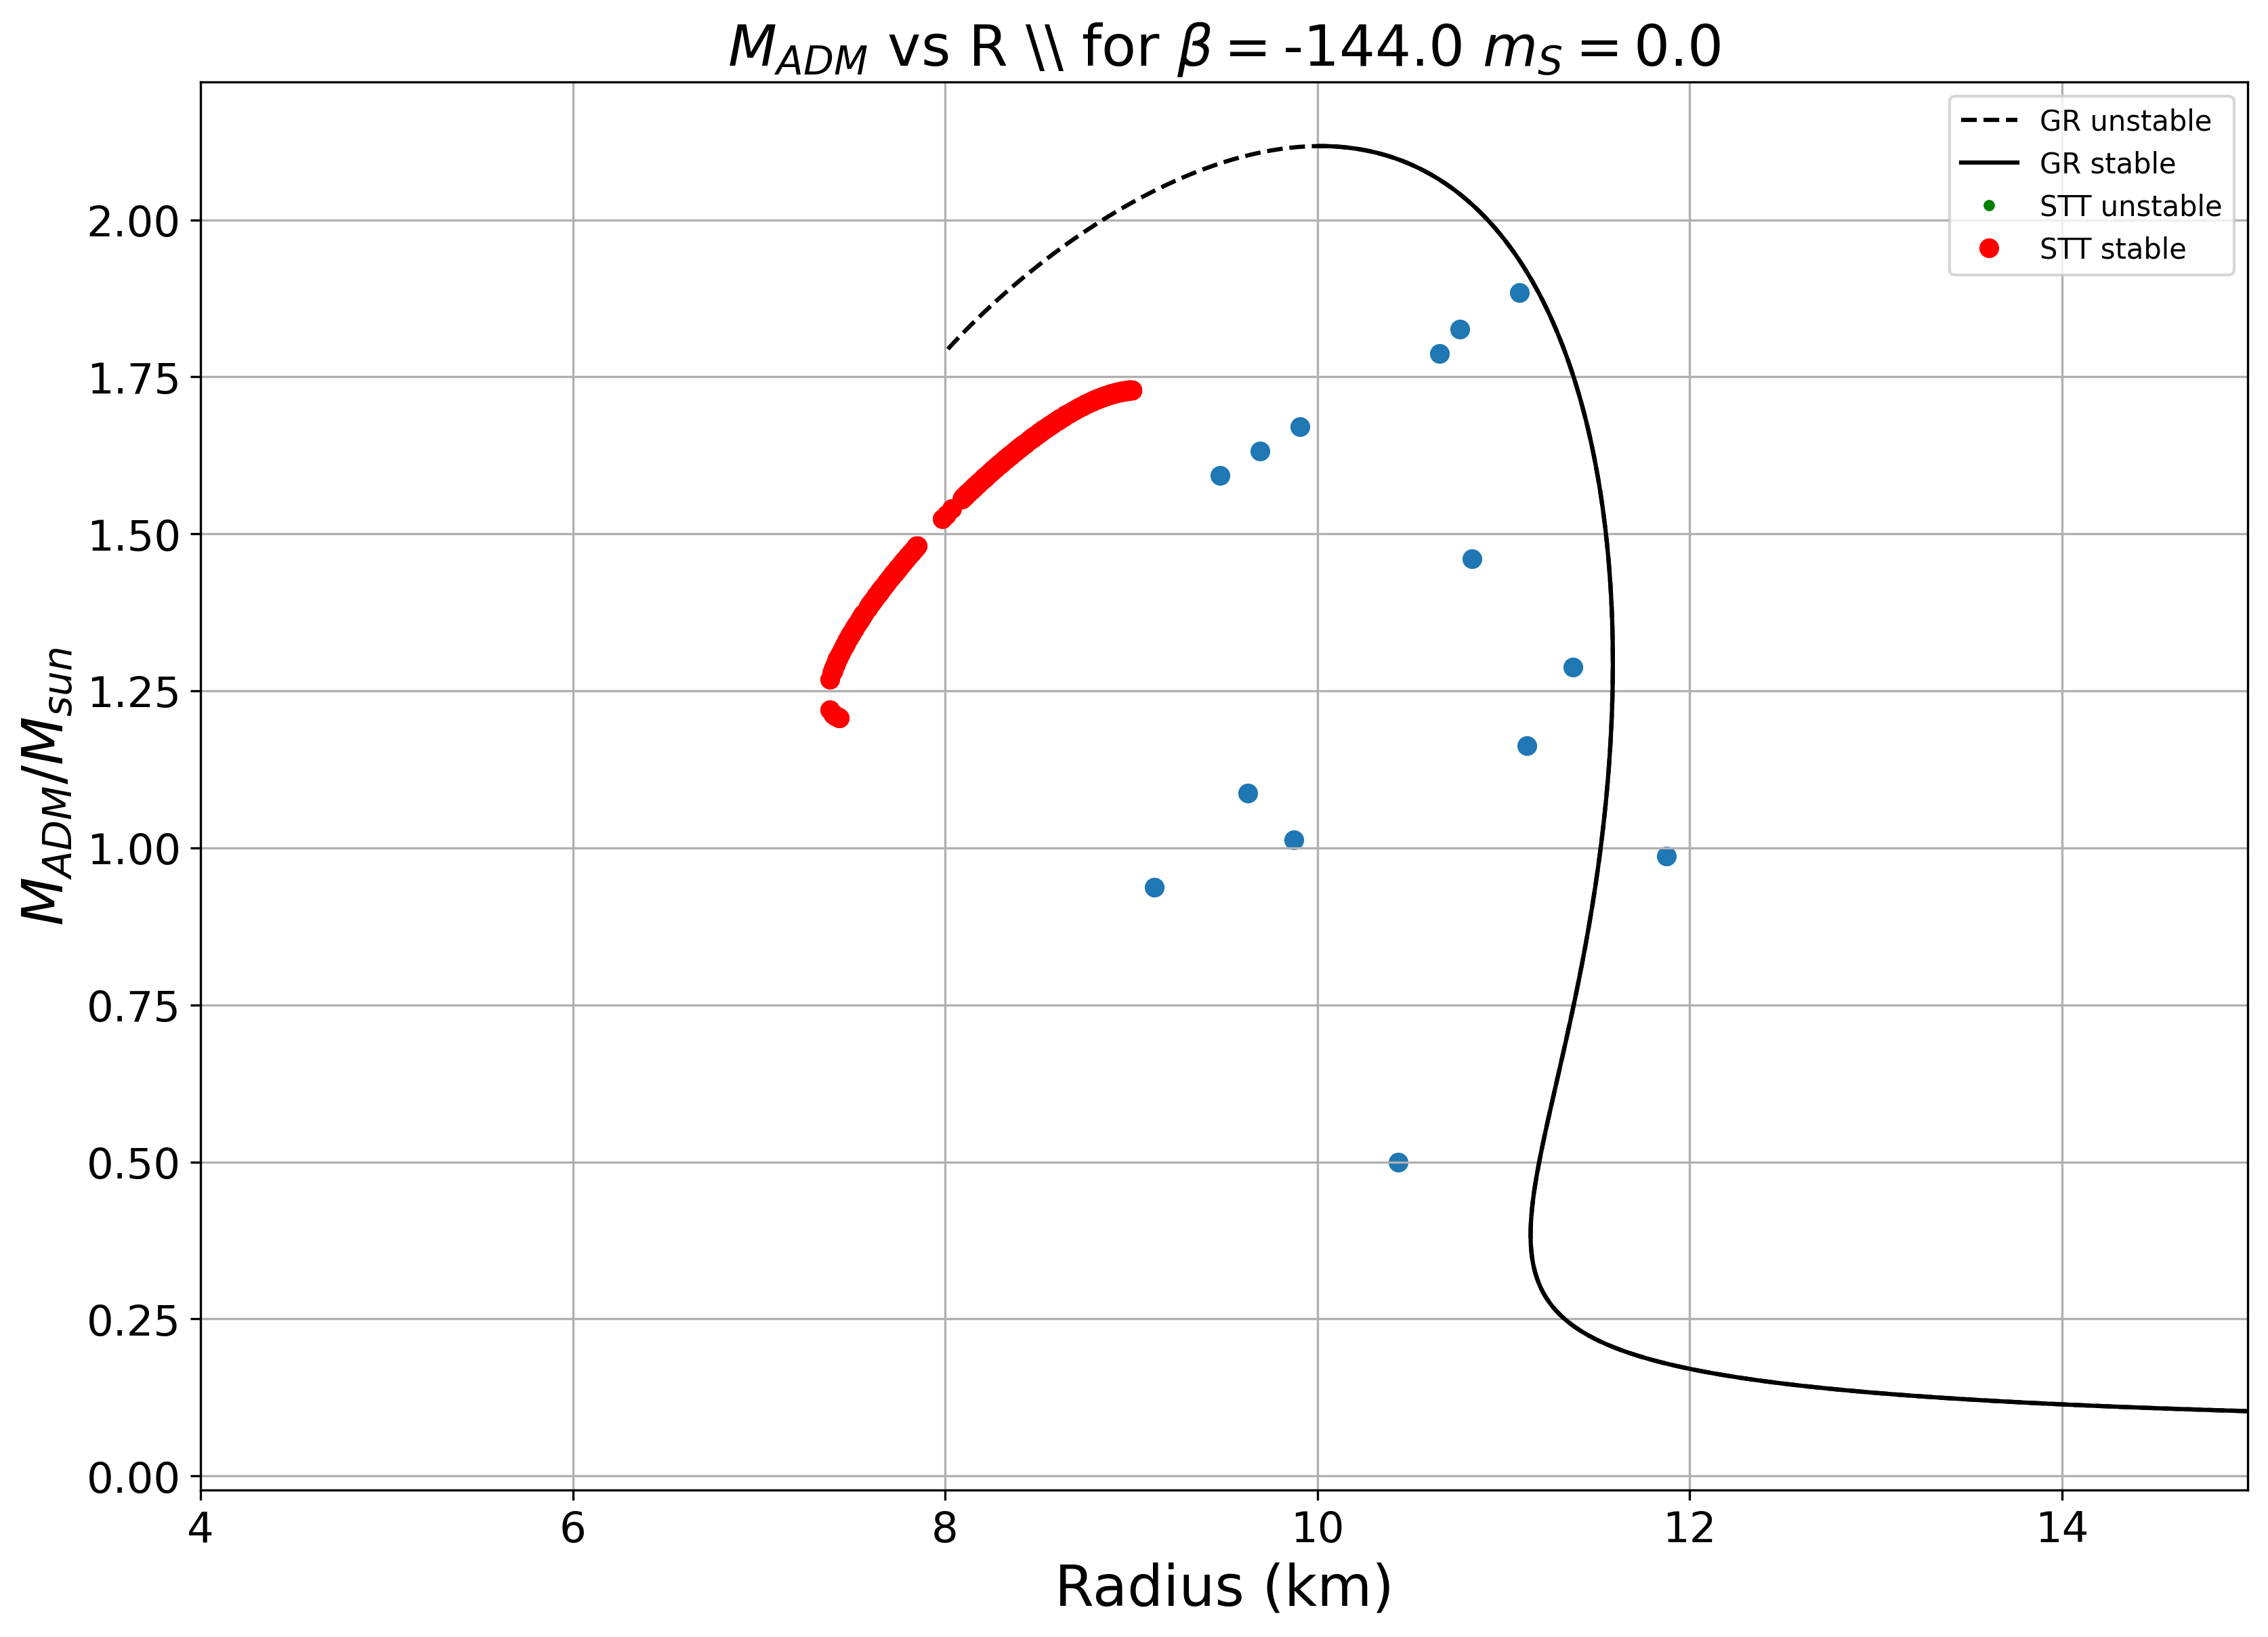 M_ADM vs R \\ for β = -144.0 m_S = 0.0
GR unstable
GR stable
STT unstable
STT stable
M_ADM/M_sun
2.00
1.75
1.50
1.25
1.00
0.75
0.50
0.25
0.00
4 6 8 10 12 14
Radius (km)